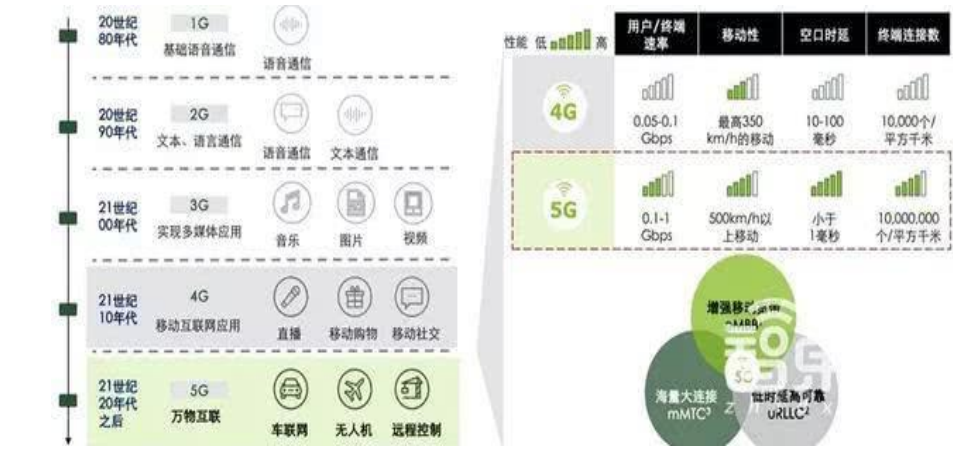 20世纪
80年代
1G
基础语音通信
语音通信
20世纪
90年代
2G
文本、语言通信
语音通信
文本通信
21世纪
00年代
3G
实现多媒体应用
音乐
图片
视频
21世纪
10年代
4G
移动互联网应用
直播
移动购物
移动社交
21世纪
20年代
之后
5G
万物互联
车联网
无人机
远程控制
性能 低 高
用户/终端
速率
移动性
空口时延
终端连接数
4G
0.05-0.1
Gbps
最高350
km/h的移动
10-100
毫秒
10,000个/
平方千米
5G
0.1-1
Gbps
500km/h以
上移动
小于
1毫秒
10,000,000
个/平方千米
增强移动
5G
海量大连接
mMTC³
低时延高可靠
uRLLC²